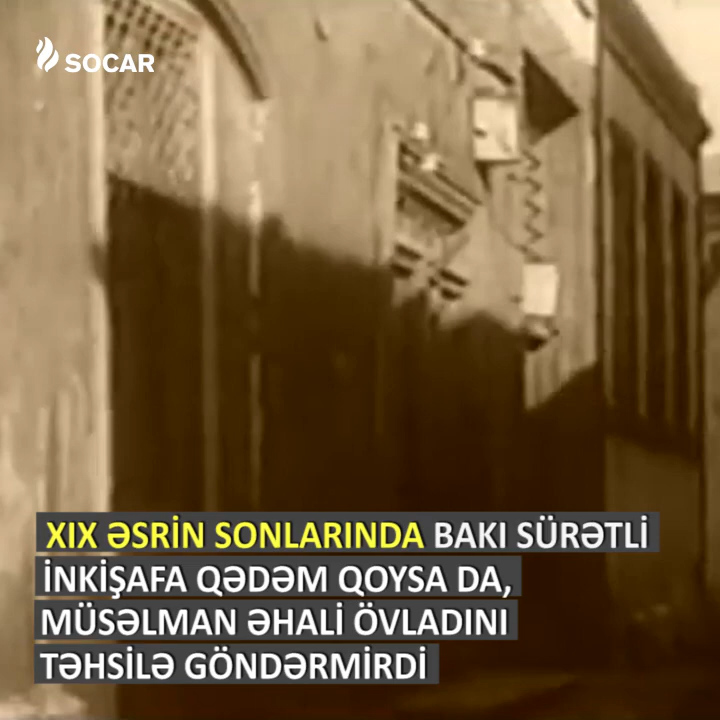 SOCAR
XIX ƏSRİN SONLARINDA BAKI SÜRƏTLİ
İNKİŞAFA QƏDƏM QOYSA DA,
MÜSƏLMAN ƏHALİ ÖVLADINI
TƏHSİLƏ GÖNDƏRMİRDİ